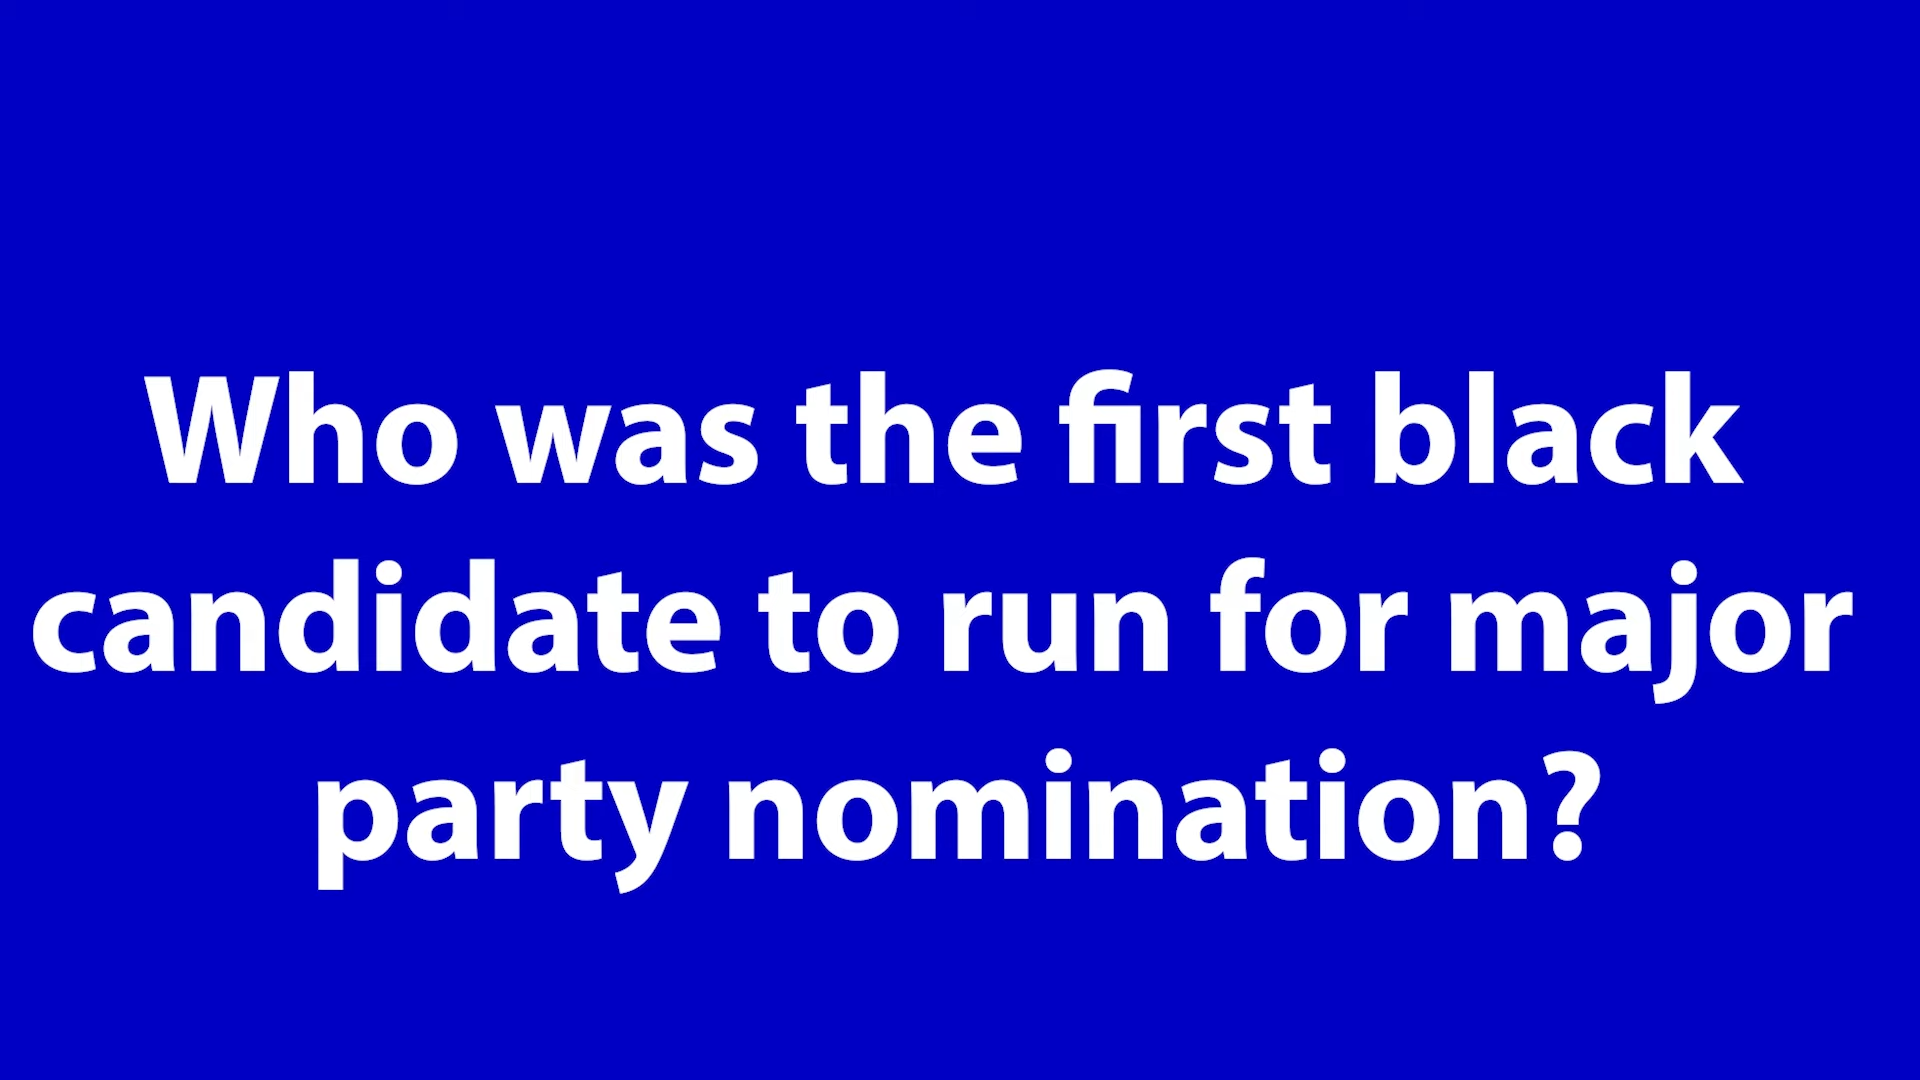 Who was the first black
candidate to run for major
party nomination?